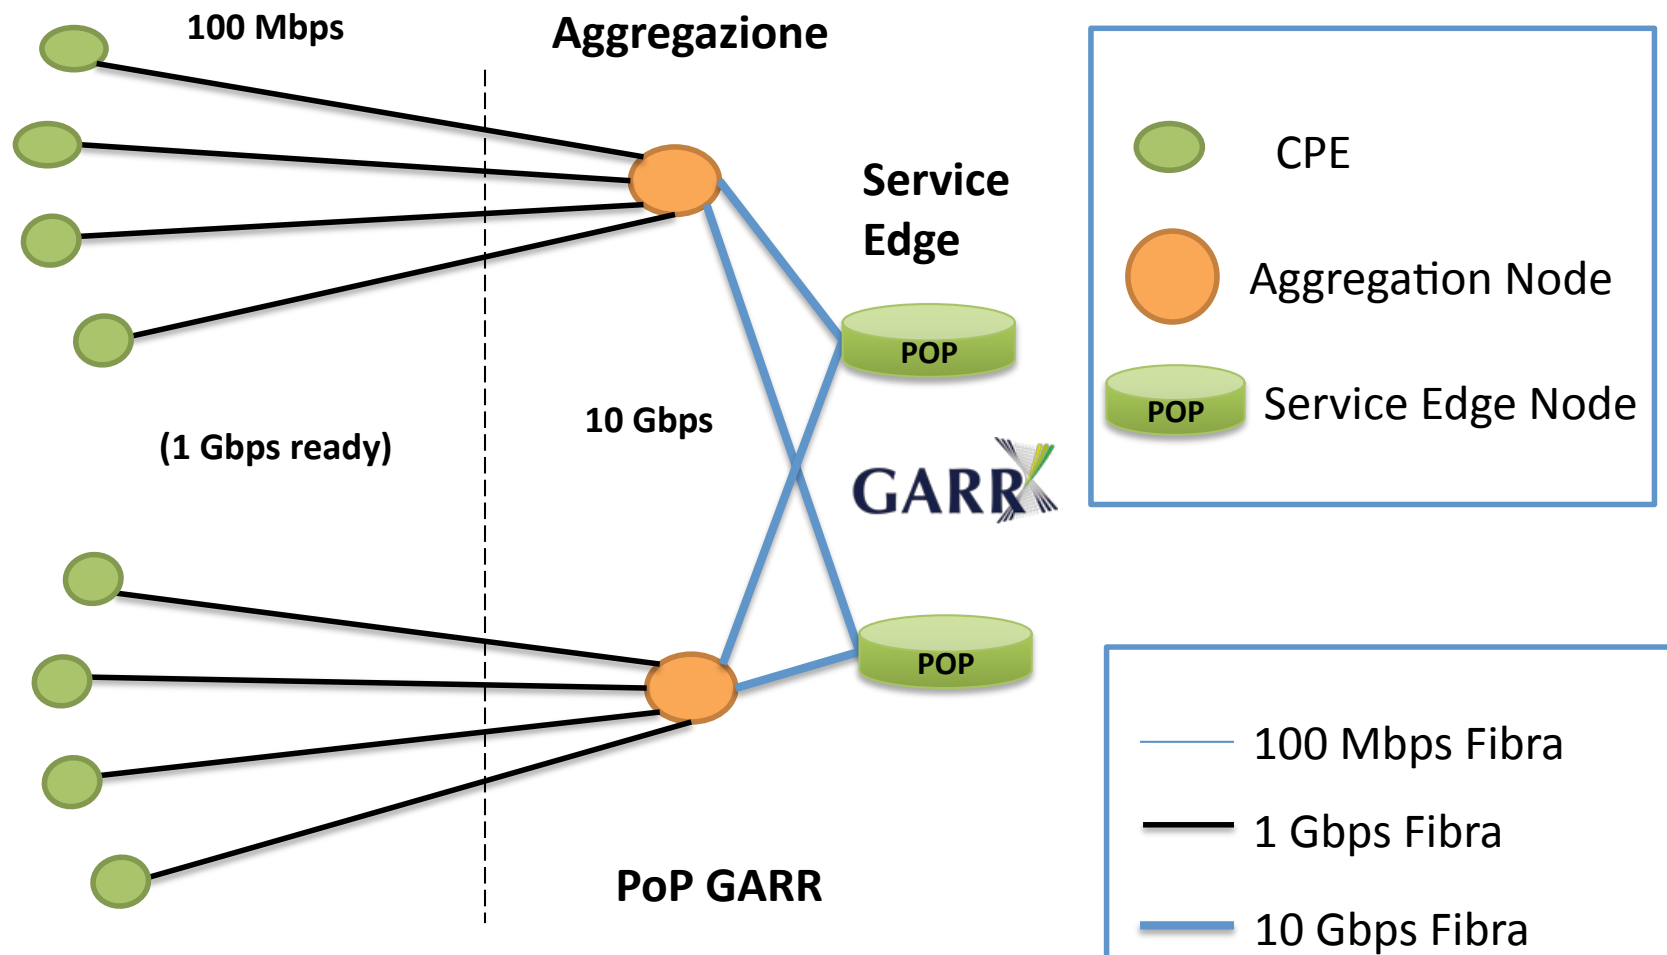 100 Mbps
Aggregazione
Service
Edge
POP
10 Gbps
(1 Gbps ready)
GARR X
POP
PoP GARR
CPE
Aggregation Node
POP
Service Edge Node
100 Mbps Fibra
1 Gbps Fibra
10 Gbps Fibra